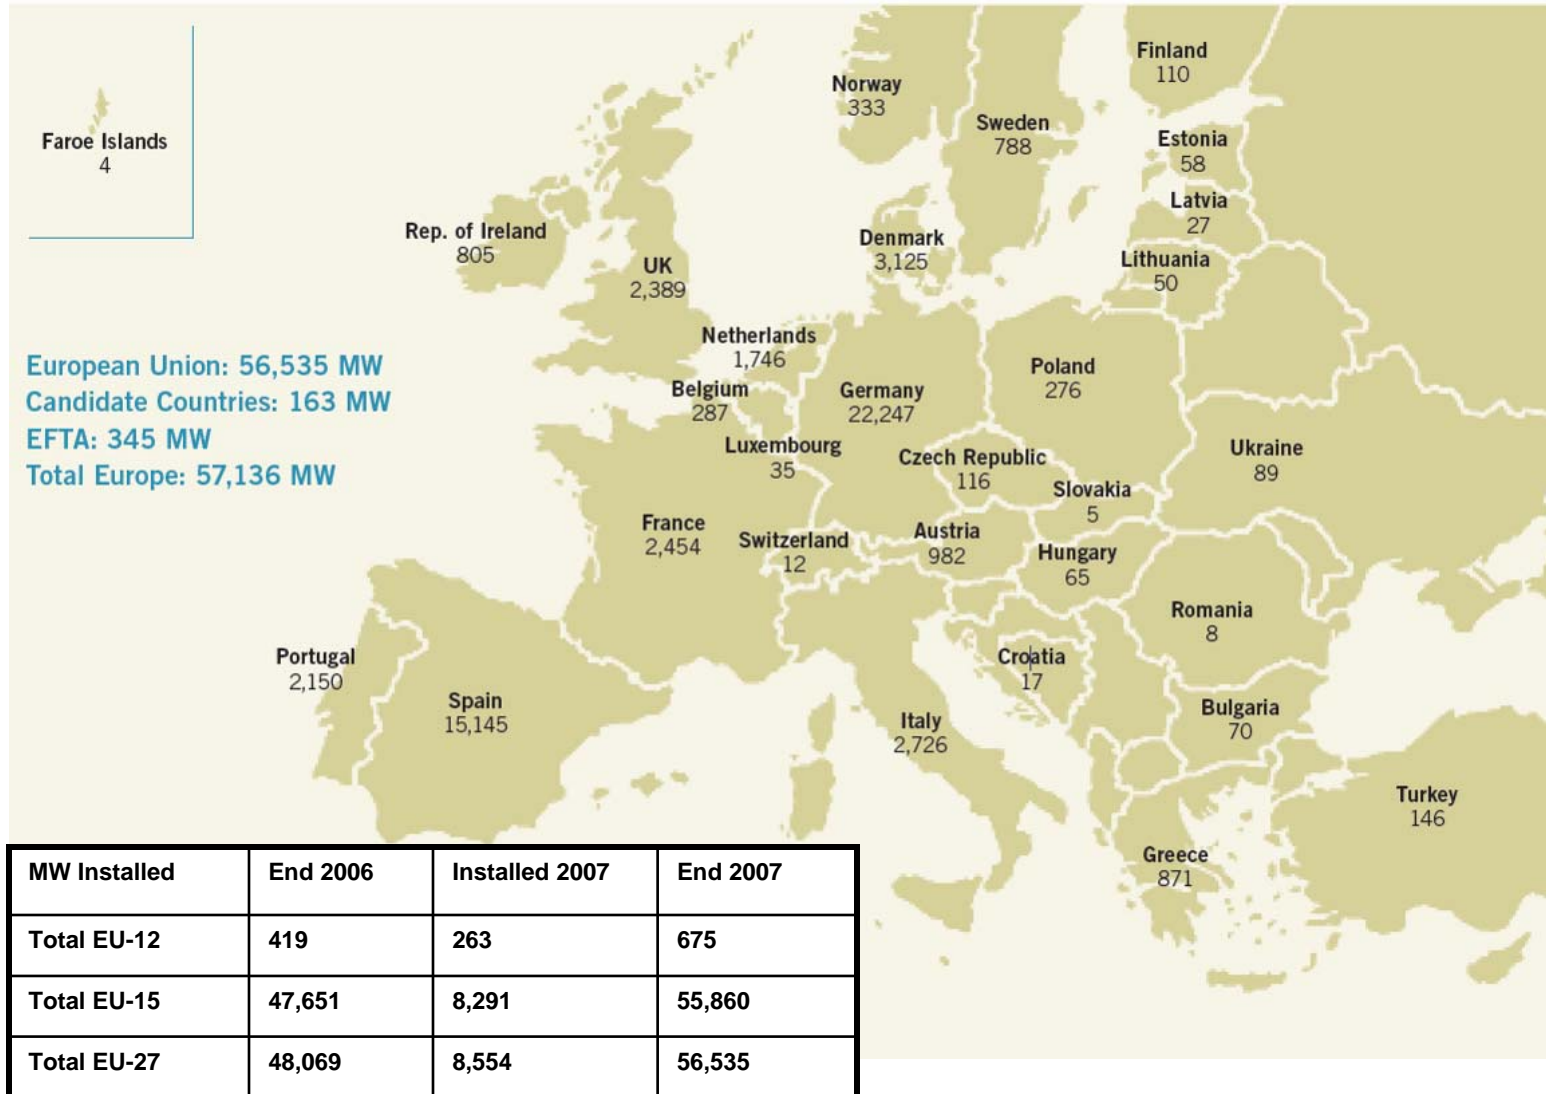 Finland
110
Norway
333
Sweden
788
Faroe Islands
4
Estonia
58
Latvia
27
Rep. of Ireland
805
Denmark
3,125
Lithuania
50
UK
2,389
Netherlands
1,746
European Union: 56,535 MW
Candidate Countries: 163 MW
EFTA: 345 MW
Total Europe: 57,136 MW
Poland
276
Belgium
287
Germany
22,247
Luxembourg
35
Czech Republic
116
Ukraine
89
Slovakia
5
France
2,454
Switzerland
12
Austria
982
Hungary
65
Romania
8
Portugal
2,150
Croatia
17
Spain
15,145
Italy
2,726
Bulgaria
70
Turkey
146
Greece
871
MW Installed End 2006 Installed 2007 End 2007
Total EU-12 419 263 675
Total EU-15 47,651 8,291 55,860
Total EU-27 48,069 8,554 56,535